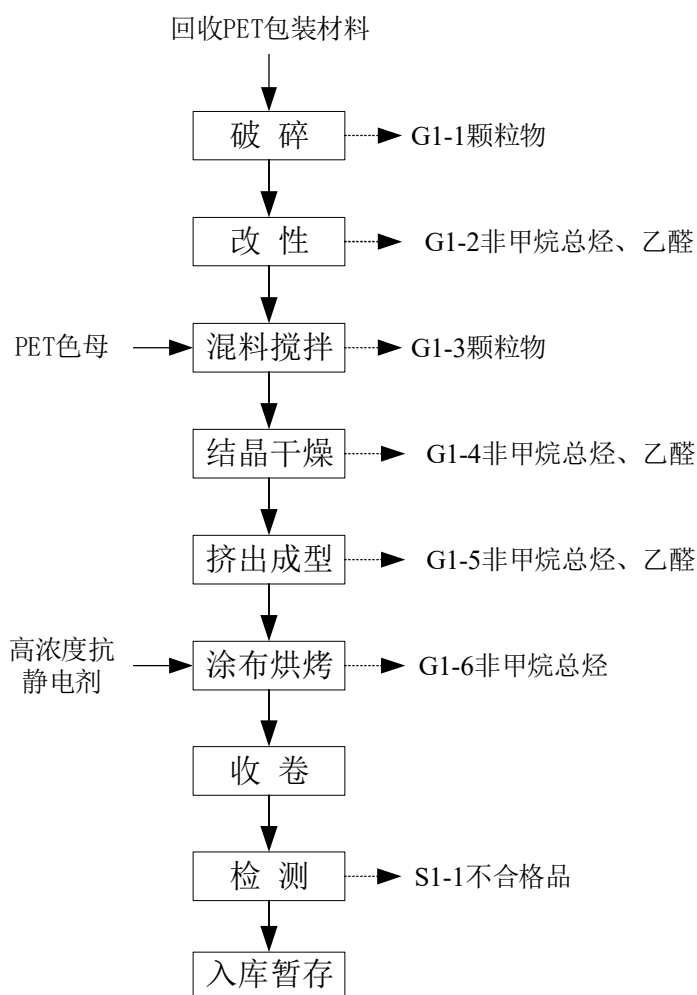 回收PET包装材料
破 碎
G1-1颗粒物
改 性
G1-2非甲烷总烃、乙醛
PET色母
混料搅拌
G1-3颗粒物
结晶干燥
G1-4非甲烷总烃、乙醛
挤出成型
G1-5非甲烷总烃、乙醛
高浓度抗
静电剂
涂布烘烤
G1-6非甲烷总烃
收 卷
检 测
S1-1不合格品
入库暂存